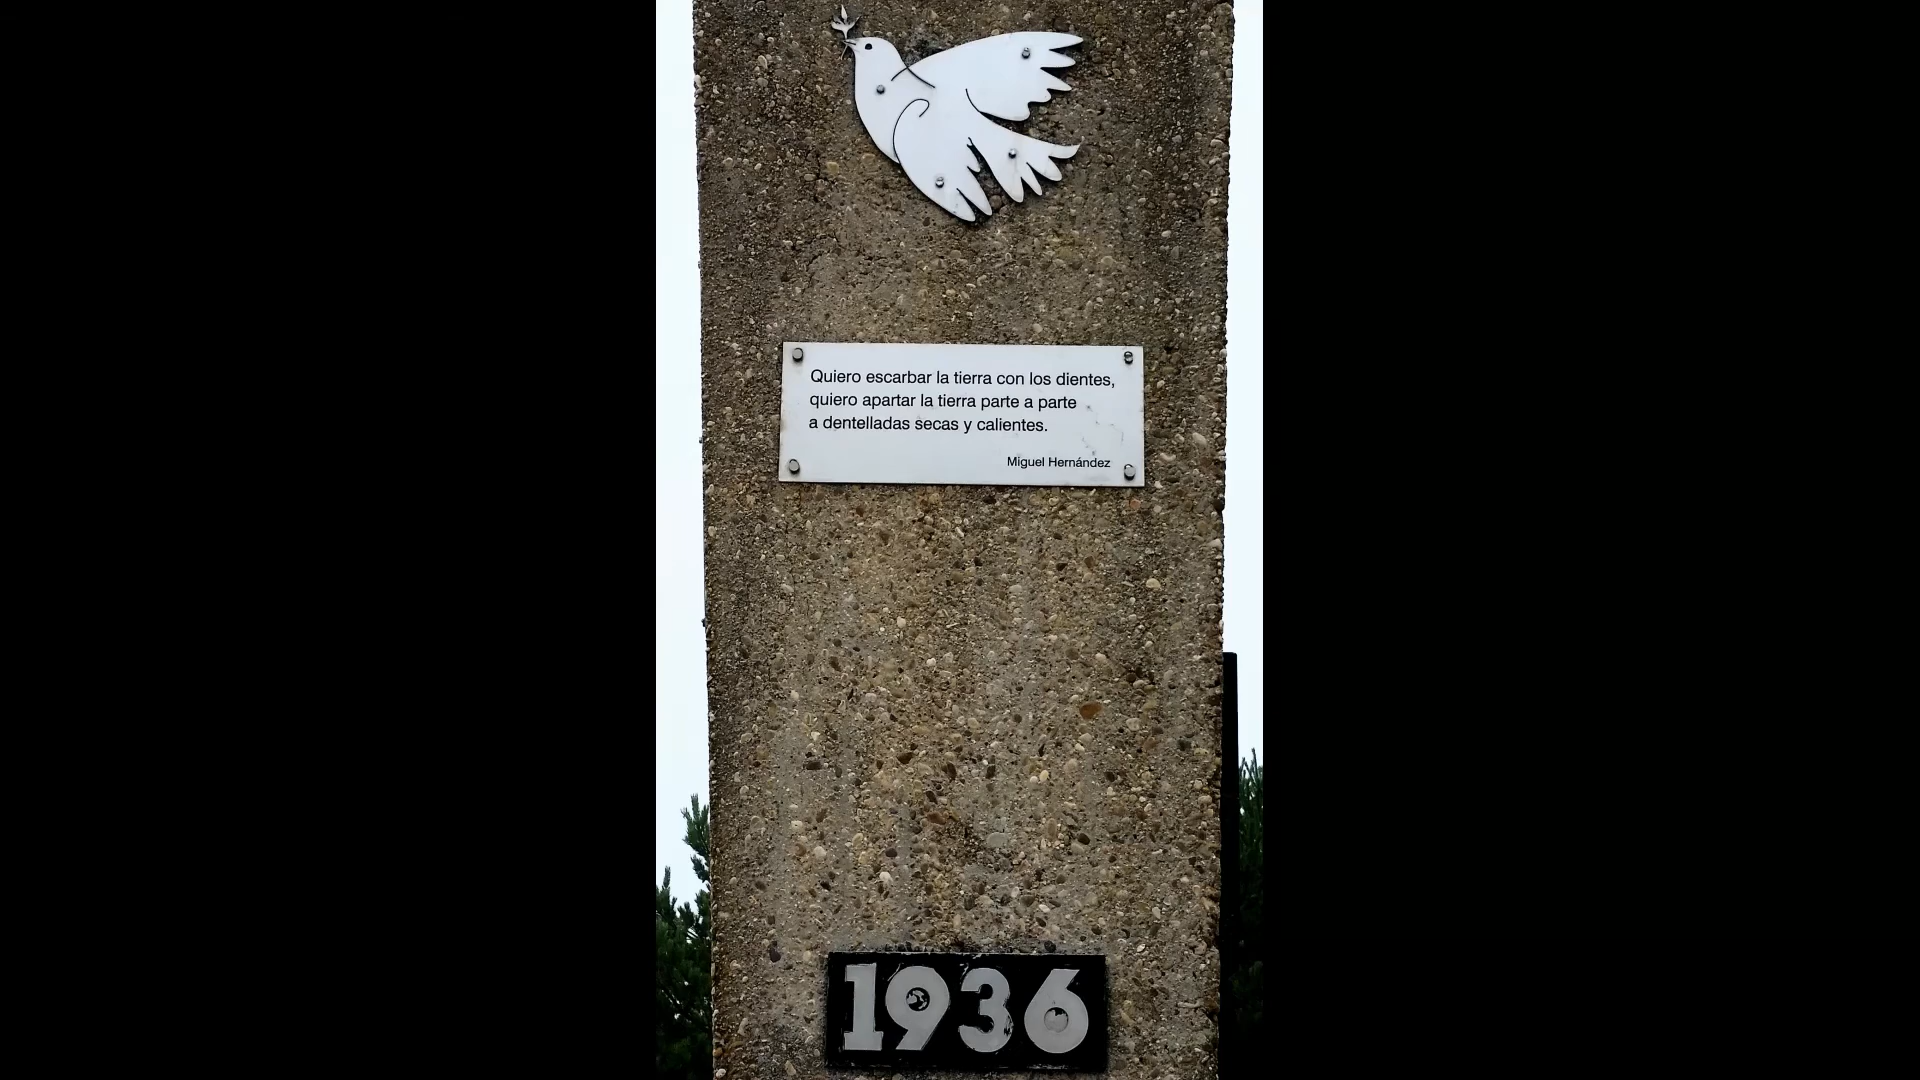 Quiero escarbar la tierra con los dientes,
quiero apartar la tierra parte a parte
a dentelladas secas y calientes.
Miguel Hernández
1936